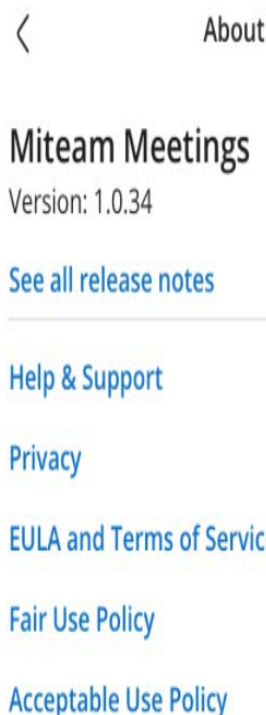 About
Miteam Meetings
Version: 1.0.34
See all release notes
Help & Support
Privacy
EULA and Terms of Servic
Fair Use Policy
Acceptable Use Policy